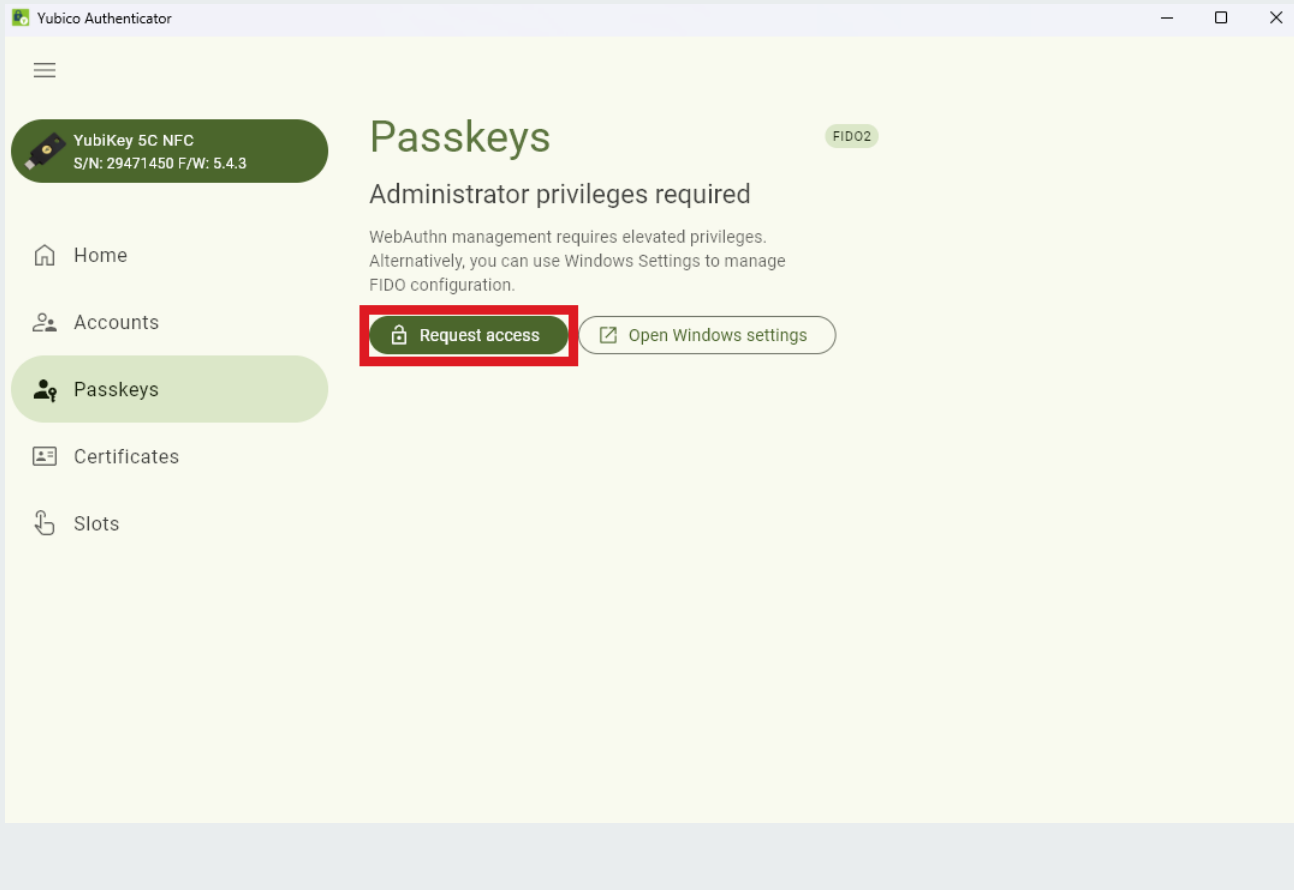 Yubico Authenticator
YubiKey 5C NFC
S/N: 29471450 F/W: 5.4.3
Home
Accounts
Passkeys
Certificates
Slots
Passkeys
FIDO2
Administrator privileges required
WebAuthn management requires elevated privileges.
Alternatively, you can use Windows Settings to manage
FIDO configuration.
Request access
Open Windows settings